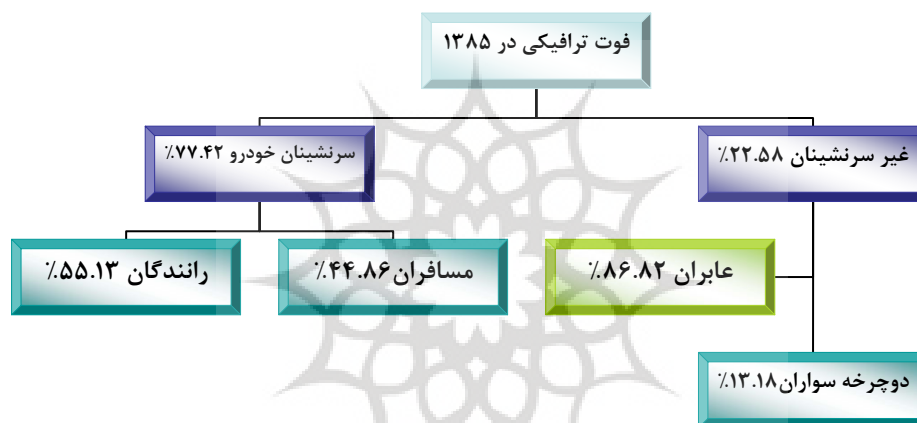 فوت ترافیکی در ۱۳۸۵
غیر سرنشینان ۲۲.۵۸٪
سرنشینان خودرو ۷۷.۴۲٪
عابران ۸۶.۸۲٪
مسافران۴۴.۸۶٪
رانندگان ۵۵.۱۳٪
دوچرخه سواران۱۳.۱۸٪